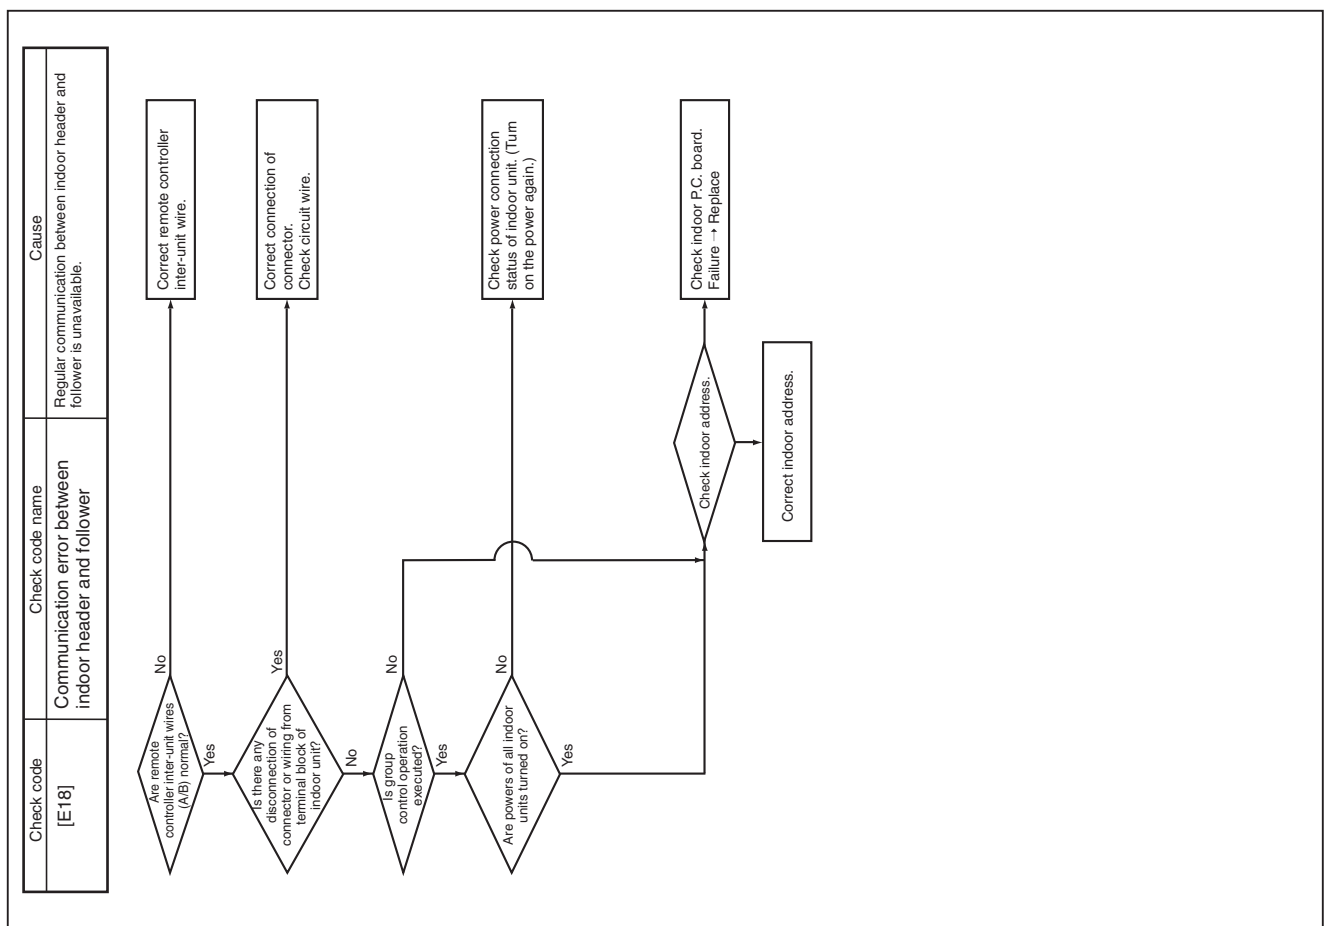 Check code
Check code name
Cause
[E18]
Communication error between
indoor header and follower
Regular communication between indoor header and
follower is unavailable.
Are remote
controller inter-unit wires
(A/B) normal?
No
Correct remote controller
inter-unit wire.
Yes
Is there any
disconnection of
connector or wiring from
terminal block of
indoor unit?
Yes
Correct connection of
connector.
Check circuit wire.
No
Is group
control operation
executed?
No
Yes
Are powers of all indoor
units turned on?
No
Check power connection
status of indoor unit. (Turn
on the power again.)
Yes
Check indoor address.
Check indoor P.C. board.
Failure → Replace
Correct indoor address.